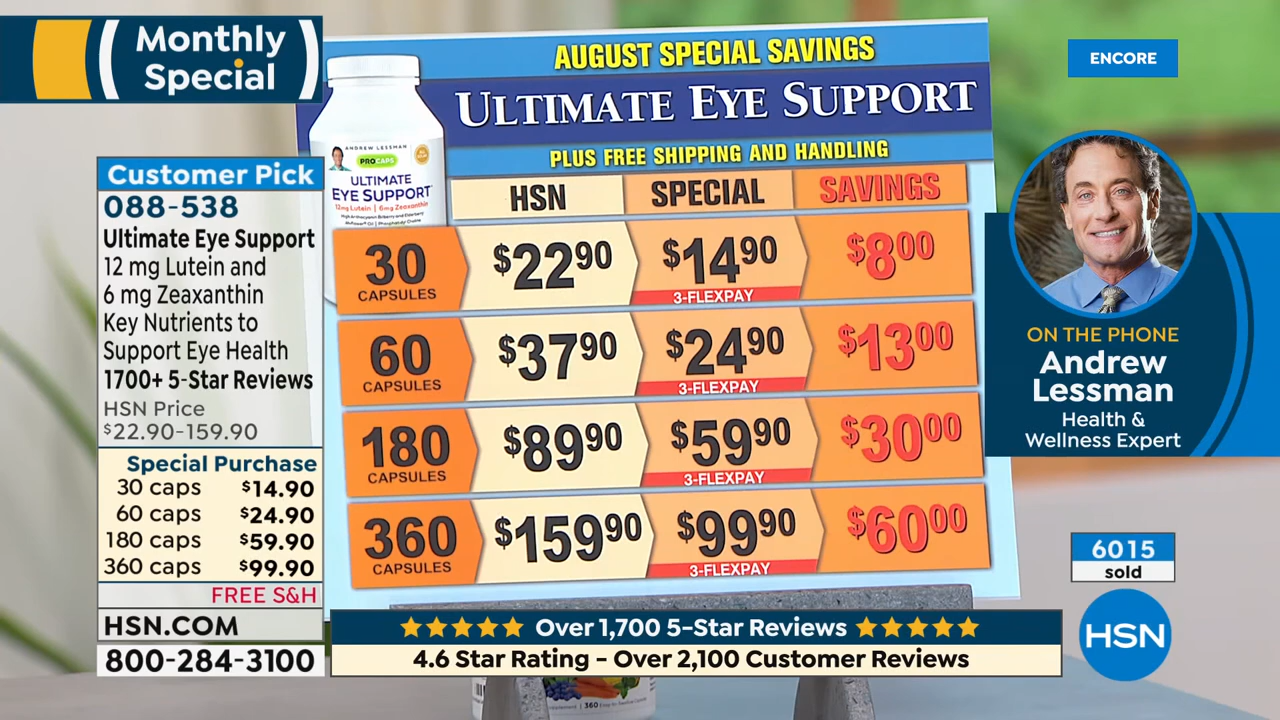 Monthly
Special
ENCORE
AUGUST SPECIAL SAVINGS
ULTIMATE EYE SUPPORT
PLUS FREE SHIPPING AND HANDLING
ANDREW LESSMAN
PROCAPS
ULTIMATE
EYE SUPPORT
12mg Lutein | 6mg Zeaxanthin
HSN SPECIAL SAVINGS
30 CAPSULES $22.90 $14.90 3-FLEXPAY $8.00
60 CAPSULES $37.90 $24.90 3-FLEXPAY $13.00
180 CAPSULES $89.90 $59.90 3-FLEXPAY $30.00
360 CAPSULES $159.90 $99.90 3-FLEXPAY $60.00
Customer Pick
088-538
Ultimate Eye Support
12 mg Lutein and
6 mg Zeaxanthin
Key Nutrients to
Support Eye Health
1700+ 5-Star Reviews
HSN Price
$22.90-159.90
Special Purchase
30 caps $14.90
60 caps $24.90
180 caps $59.90
360 caps $99.90
FREE S&H
HSN.COM
800-284-3100
ON THE PHONE
Andrew
Lessman
Health &
Wellness Expert
6015
sold
HSN
Over 1,700 5-Star Reviews
4.6 Star Rating – Over 2,100 Customer Reviews
360